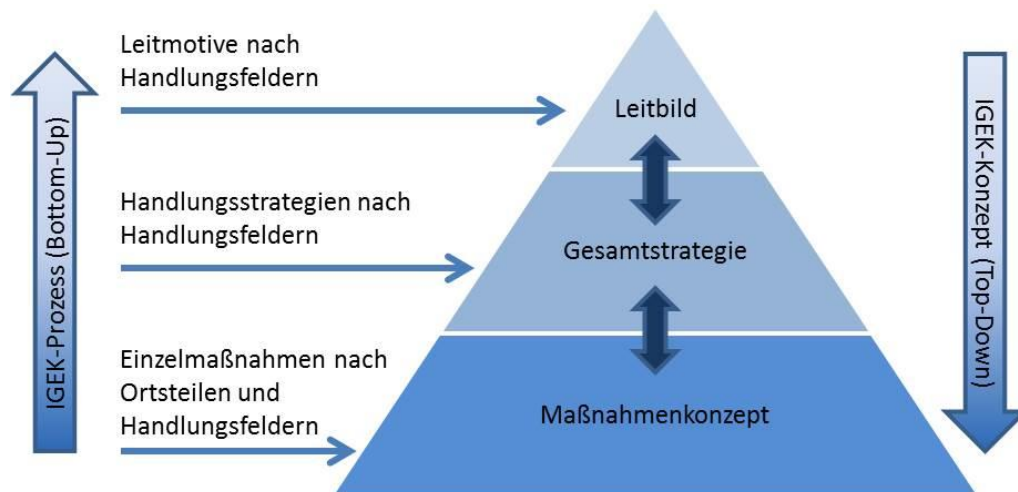 IGEK-Prozess (Bottom-Up)
Leitmotive nach
Handlungsfeldern
Handlungsstrategien nach
Handlungsfeldern
Einzelmaßnahmen nach
Ortsteilen und
Handlungsfeldern
Leitbild
Gesamtstrategie
Maßnahmenkonzept
IGEK-Konzept (Top-Down)